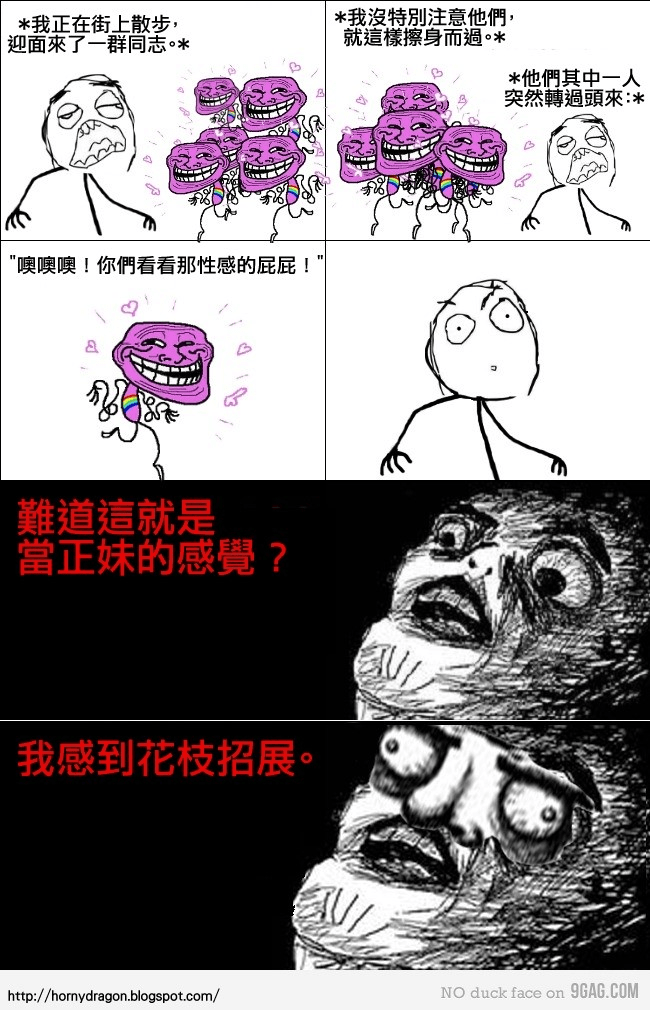 *我正在街上散步，
迎面來了一群同志。*
*我沒特別注意他們，
就這樣擦身而過。*
*他們其中一人
突然轉過頭來：*
"噢噢噢！你們看看那性感的屁屁！"
難道這就是
當正妹的感覺？
我感到花枝招展。
http://hornydragon.blogspot.com/
NO duck face on 9GAG.COM